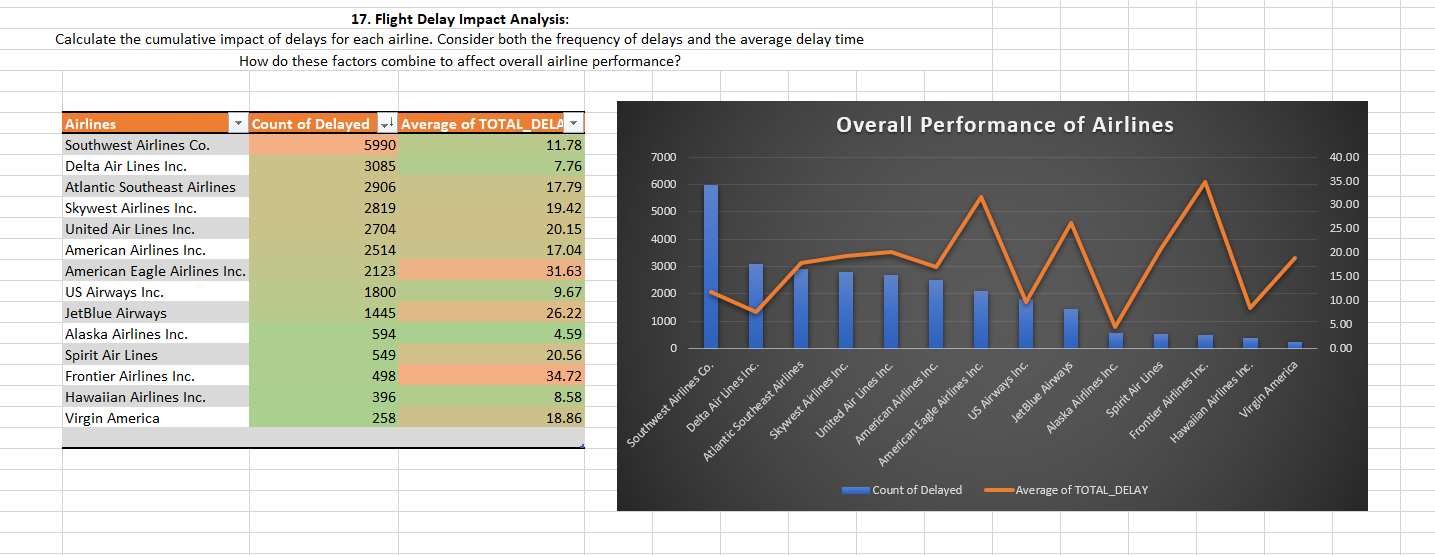 17. Flight Delay Impact Analysis:
Calculate the cumulative impact of delays for each airline. Consider both the frequency of delays and the average delay time
How do these factors combine to affect overall airline performance?
Airlines Count of Delayed Average of TOTAL_DELA
Southwest Airlines Co. 5990 11.78
Delta Air Lines Inc. 3085 7.76
Atlantic Southeast Airlines 2906 17.79
Skywest Airlines Inc. 2819 19.42
United Air Lines Inc. 2704 20.15
American Airlines Inc. 2514 17.04
American Eagle Airlines Inc. 2123 31.63
US Airways Inc. 1800 9.67
JetBlue Airways 1445 26.22
Alaska Airlines Inc. 594 4.59
Spirit Air Lines 549 20.56
Frontier Airlines Inc. 498 34.72
Hawaiian Airlines Inc. 396 8.58
Virgin America 258 18.86
Overall Performance of Airlines
7000 40.00
6000 35.00
5000 30.00
4000 25.00
3000 20.00
2000 15.00
1000 10.00
0 5.00
0.00
Southwest Airlines Co.
Delta Air Lines Inc.
Atlantic Southeast Airlines
Skywest Airlines Inc.
United Air Lines Inc.
American Airlines Inc.
American Eagle Airlines Inc.
US Airways Inc.
JetBlue Airways
Alaska Airlines Inc.
Spirit Air Lines
Frontier Airlines Inc.
Hawaiian Airlines Inc.
Virgin America
Count of Delayed Average of TOTAL_DELAY